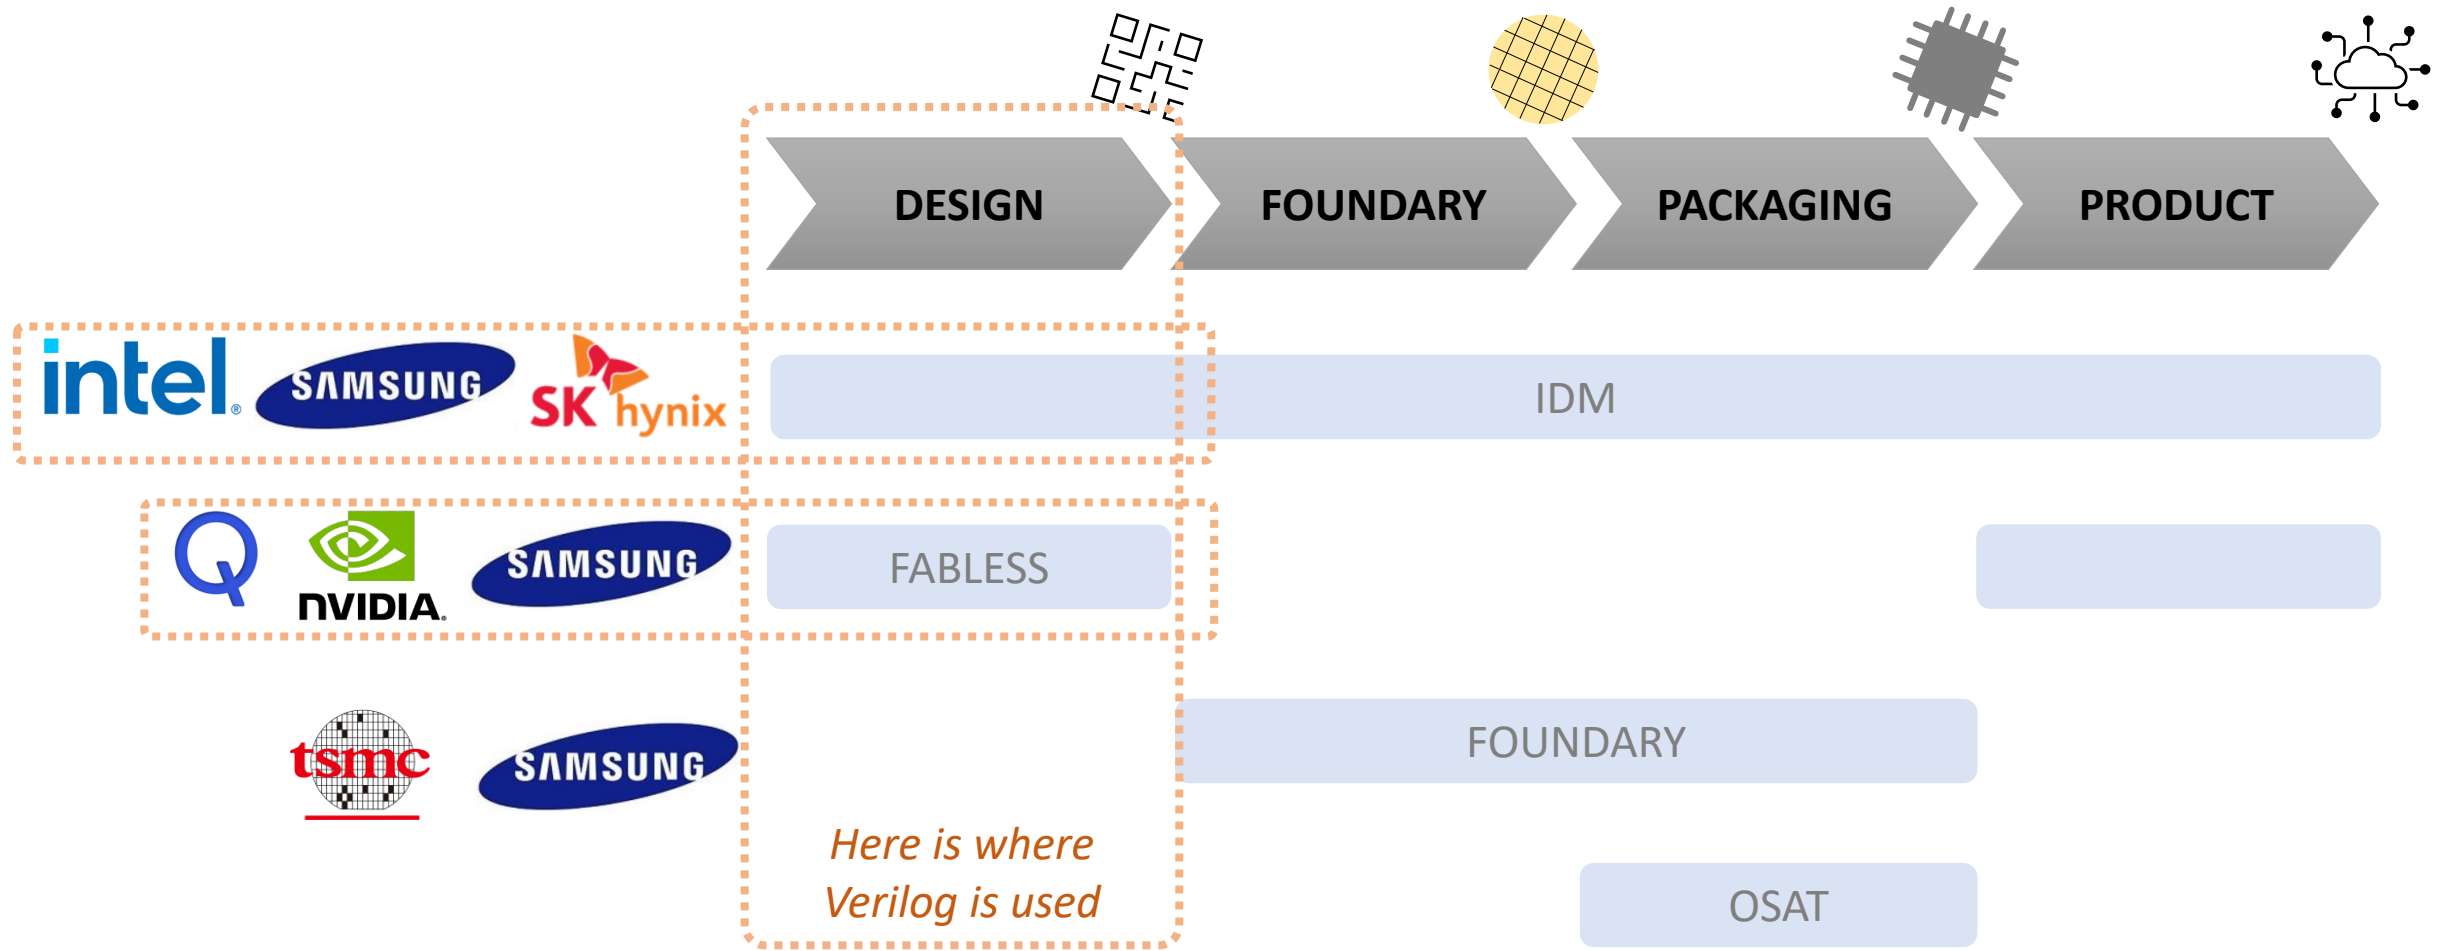 DESIGN
FOUNDARY
PACKAGING
PRODUCT
intel®
SAMSUNG
SK hynix
IDM
Q
NVIDIA.
SAMSUNG
FABLESS
tsmc
SAMSUNG
FOUNDARY
Here is where
Verilog is used
OSAT